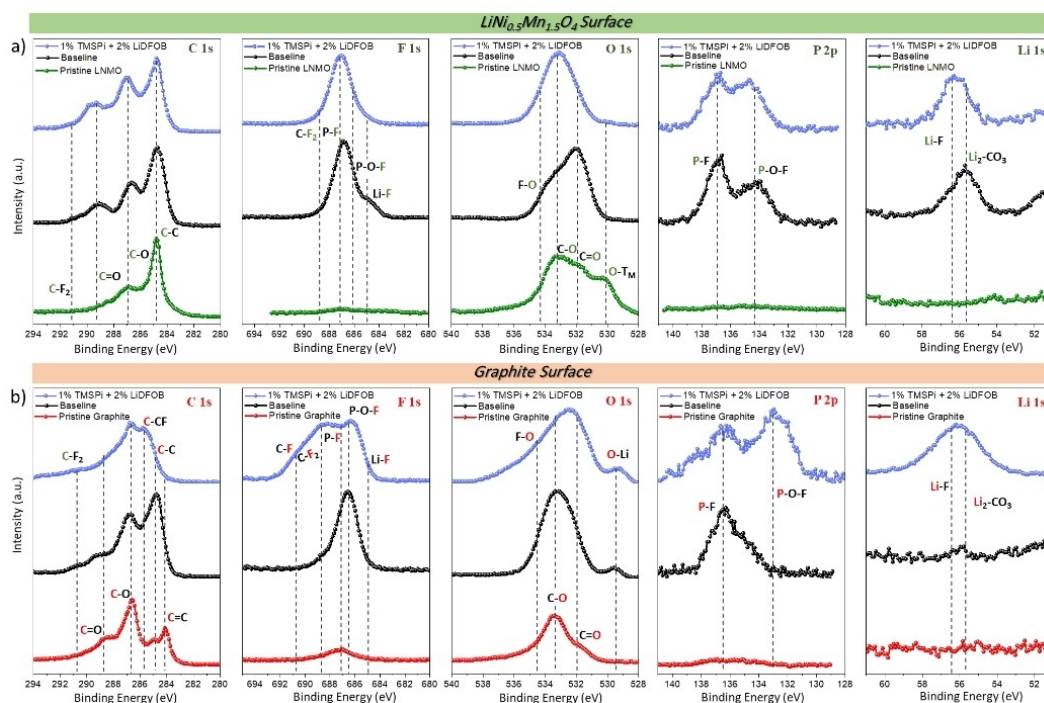 LiNi0.5Mn1.5O4 Surface
a)
1% TMSPi + 2% LiDFOB
Baseline
Pristine LNMO
C 1s
C-F2
C=O
C-O
C-C
294 292 290 288 286 284 282 280
Binding Energy (eV)
1% TMSPi + 2% LiDFOB
Baseline
Pristine LNMO
F 1s
C-F2
P-F
P-O-F
Li-F
694 692 690 688 686 684 682 680
Binding Energy (eV)
1% TMSPi + 2% LiDFOB
Baseline
Pristine LNMO
O 1s
F-O
C-O
C=O
O-TM
540 538 536 534 532 530 528 526
Binding Energy (eV)
1% TMSPi + 2% LiDFOB
Baseline
Pristine LNMO
P 2p
P-F
P-O-F
140 138 136 134 132 130 128
Binding Energy (eV)
1% TMSPi + 2% LiDFOB
Baseline
Pristine LNMO
Li 1s
Li-F
Li2-CO3
60 58 56 54 52
Binding Energy (eV)
Intensity (a.u.)
Graphite Surface
b)
1% TMSPi + 2% LiDFOB
Baseline
Pristine Graphite
C 1s
C-CF
C-F2
C-C
C-O
C=O
C=C
294 292 290 288 286 284 282 280
Binding Energy (eV)
1% TMSPi + 2% LiDFOB
Baseline
Pristine Graphite
F 1s
P-O-F
C-F
C-F2
P-F
Li-F
694 692 690 688 686 684 682 680
Binding Energy (eV)
1% TMSPi + 2% LiDFOB
Baseline
Pristine Graphite
O 1s
F-O
O-Li
C-O
C=O
540 538 536 534 532 530 528 526
Binding Energy (eV)
1% TMSPi + 2% LiDFOB
Baseline
Pristine Graphite
P 2p
P-F
P-O-F
140 138 136 134 132 130 128
Binding Energy (eV)
1% TMSPi + 2% LiDFOB
Baseline
Pristine Graphite
Li 1s
Li-F
Li2-CO3
60 58 56 54 52
Binding Energy (eV)
Intensity (a.u.)